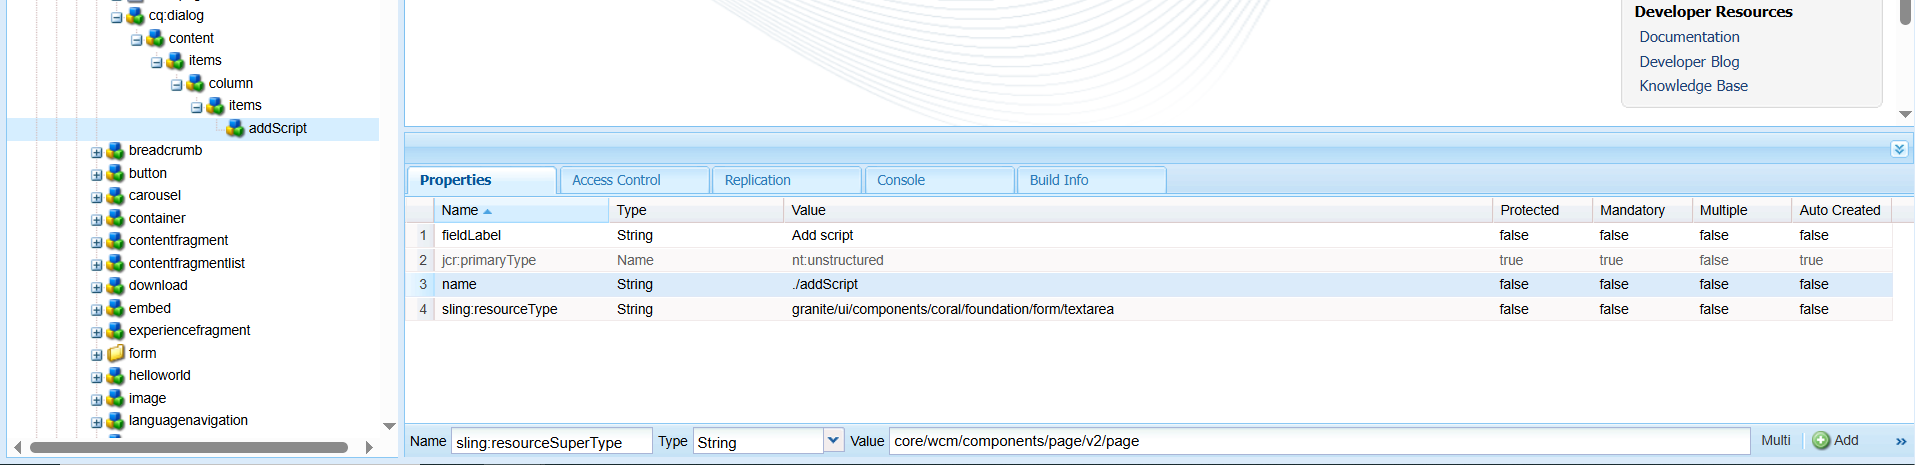 cq:dialog
content
items
column
items
addScript
breadcrumb
button
carousel
container
contentfragment
contentfragmentlist
download
embed
experiencefragment
form
helloworld
image
languagenavigation
Developer Resources
Documentation
Developer Blog
Knowledge Base
Properties Access Control Replication Console Build Info
Name Type Value Protected Mandatory Multiple Auto Created
1 fieldLabel String Add script false false false false
2 jcr:primaryType Name nt:unstructured true true false true
3 name String ./addScript false false false false
4 sling:resourceType String granite/ui/components/coral/foundation/form/textarea false false false false
Name sling:resourceSuperType Type String Value core/wcm/components/page/v2/page Multi Add »